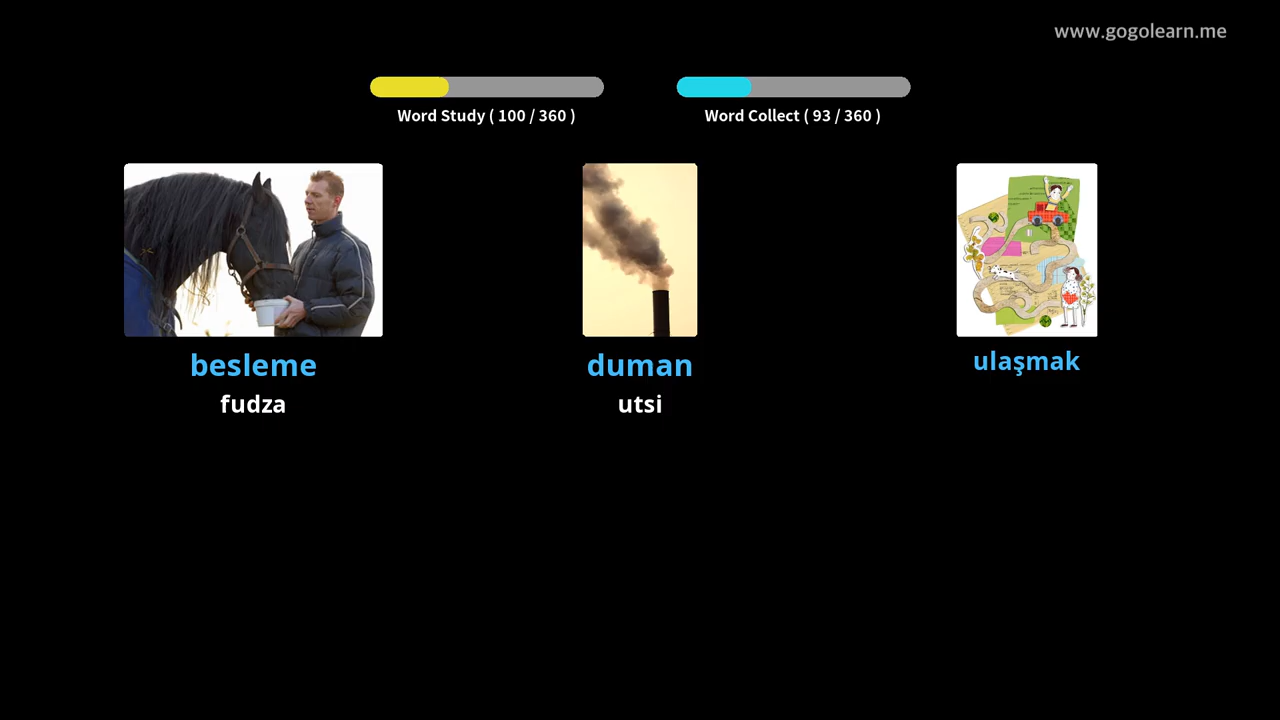 www.gogolearn.me
Word Study ( 100 / 360 )
Word Collect ( 93 / 360 )
besleme
fudza
duman
utsi
ulaşmak